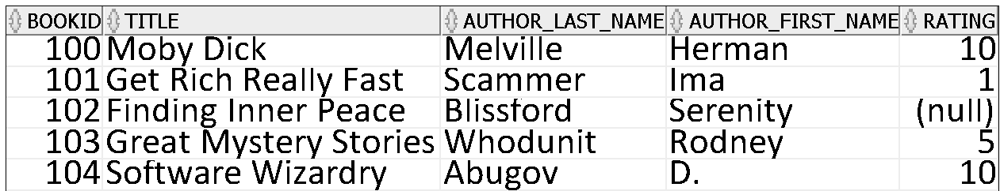 BOOKID TITLE AUTHOR_LAST_NAME AUTHOR_FIRST_NAME RATING
100 Moby Dick Melville Herman 10
101 Get Rich Really Fast Scammer Ima 1
102 Finding Inner Peace Blissford Serenity (null)
103 Great Mystery Stories Whodunit Rodney 5
104 Software Wizardry Abugov D. 10